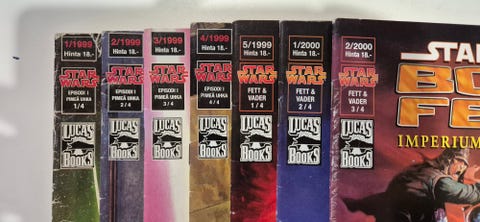 1/1999
Hinta 18.-
STAR
WARS
EPISODI I
PIMEÄ UHKA
1/4
LUCAS
BOOKS
2/1999
Hinta 18.-
STAR
WARS
EPISODI I
PIMEÄ UHKA
2/4
LUCAS
BOOKS
3/1999
Hinta 18.-
STAR
WARS
EPISODI I
PIMEÄ UHKA
3/4
LUCAS
BOOKS
4/1999
Hinta 18.-
STAR
WARS
EPISODI I
PIMEÄ UHKA
4/4
LUCAS
BOOKS
5/1999
Hinta 18.-
STAR
WARS
FETT &
VADER
1/4
LUCAS
BOOKS
1/2000
Hinta 18.-
STAR
WARS
FETT &
VADER
2/4
LUCAS
BOOKS
2/2000
Hinta 18.-
STAR
WARS
FETT &
VADER
3/4
LUCAS
BOOKS
STAR
BO
FE
IMPERIUM